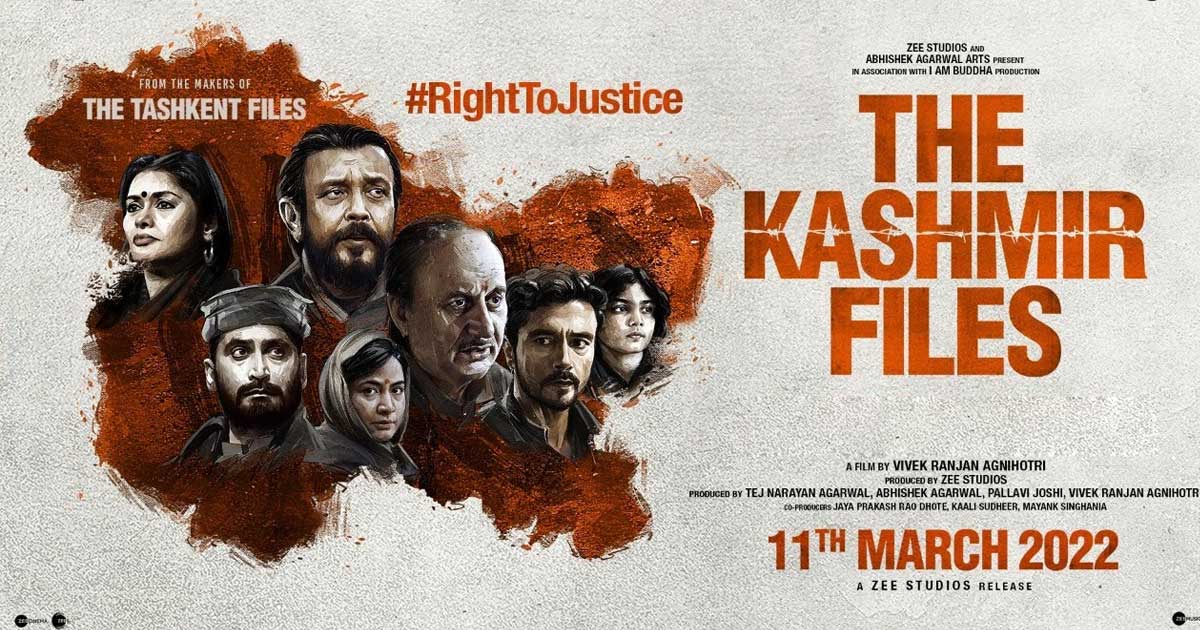 FROM THE MAKERS OF
THE TASHKENT FILES
#RightToJustice
ZEE STUDIOS AND
ABHISHEK AGARWAL ARTS PRESENT
IN ASSOCIATION WITH I AM BUDDHA PRODUCTION
THE
KASHMIR
FILES
A FILM BY VIVEK RANJAN AGNIHOTRI
PRODUCED BY ZEE STUDIOS
PRODUCED BY TEJ NARAYAN AGARWAL, ABHISHEK AGARWAL, PALLAVI JOSHI, VIVEK RANJAN AGNIHOTRI
CO-PRODUCERS JAYA PRAKASH RAO DHOTE, KAALI SUDHEER, MAYANK SINGHANIA
11TH MARCH 2022
A ZEE STUDIOS RELEASE